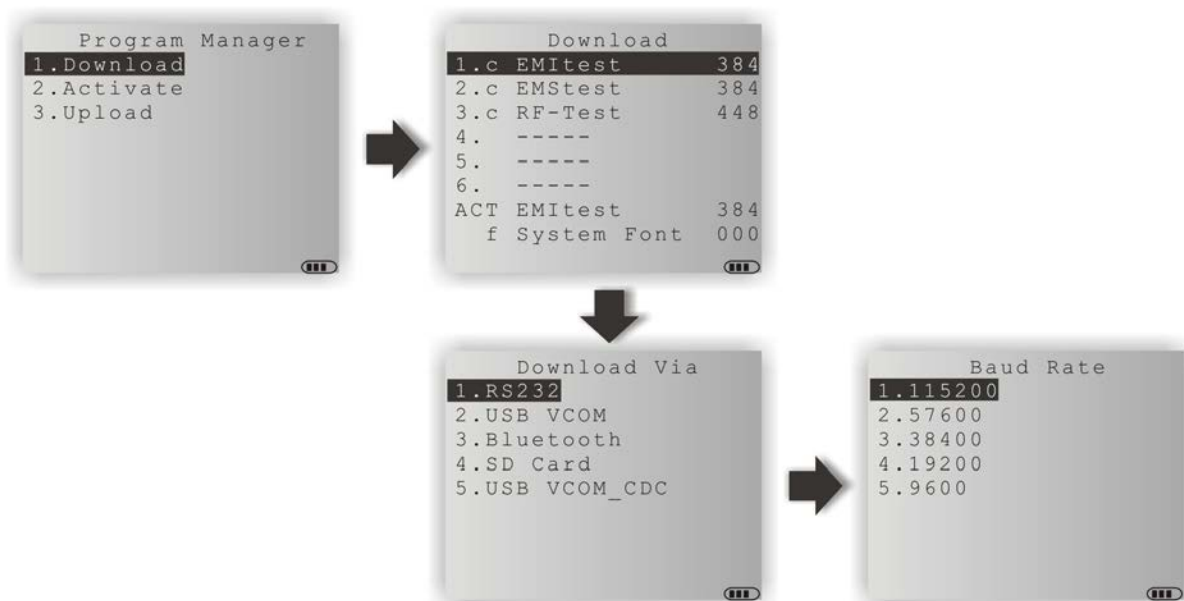 Program Manager
1.Download
2.Activate
3.Upload
Download
1.c EMItest 384
2.c EMStest 384
3.c RF-Test 448
4. -----
5. -----
6. -----
ACT EMItest 384
f System Font 000
Download Via
1.RS232
2.USB VCOM
3.Bluetooth
4.SD Card
5.USB VCOM_CDC
Baud Rate
1.115200
2.57600
3.38400
4.19200
5.9600